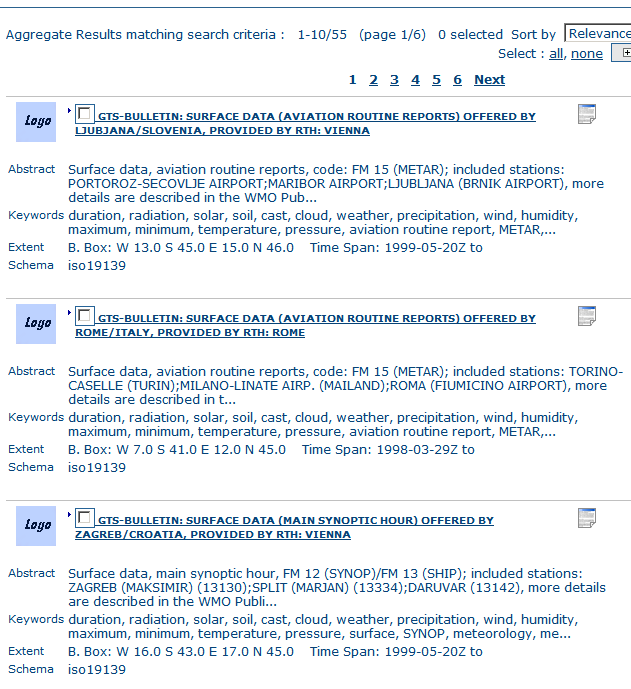 Aggregate Results matching search criteria : 1-10/55 (page 1/6) 0 selected Sort by Relevance
Select : all, none
1 2 3 4 5 6 Next
Logo GTS-BULLETIN: SURFACE DATA (AVIATION ROUTINE REPORTS) OFFERED BY
LJUBJANA/SLOVENIA, PROVIDED BY RTH: VIENNA
Abstract Surface data, aviation routine reports, code: FM 15 (METAR); included stations:
PORTOROZ-SECOVLJE AIRPORT;MARIBOR AIRPORT;LJUBLJANA (BRNIK AIRPORT), more
details are described in the WMO Pub...
Keywords duration, radiation, solar, soil, cast, cloud, weather, precipitation, wind, humidity,
maximum, minimum, temperature, pressure, aviation routine report, METAR,...
Extent B. Box: W 13.0 S 45.0 E 15.0 N 46.0 Time Span: 1999-05-20Z to
Schema iso19139
Logo GTS-BULLETIN: SURFACE DATA (AVIATION ROUTINE REPORTS) OFFERED BY
ROME/ITALY, PROVIDED BY RTH: ROME
Abstract Surface data, aviation routine reports, code: FM 15 (METAR); included stations: TORINO-
CASELLE (TURIN);MILANO-LINATE AIRP. (MAILAND);ROMA (FIUMICINO AIRPORT), more
details are described in t...
Keywords duration, radiation, solar, soil, cast, cloud, weather, precipitation, wind, humidity,
maximum, minimum, temperature, pressure, aviation routine report, METAR,...
Extent B. Box: W 7.0 S 41.0 E 12.0 N 45.0 Time Span: 1998-03-29Z to
Schema iso19139
Logo GTS-BULLETIN: SURFACE DATA (MAIN SYNOPTIC HOUR) OFFERED BY
ZAGREB/CROATIA, PROVIDED BY RTH: VIENNA
Abstract Surface data, main synoptic hour, FM 12 (SYNOP)/FM 13 (SHIP); included stations:
ZAGREB (MAKSIMIR) (13130);SPLIT (MARJAN) (13334);DARUVAR (13142), more details
are described in the WMO Publi...
Keywords duration, radiation, solar, soil, cast, cloud, weather, precipitation, wind, humidity,
maximum, minimum, temperature, pressure, surface, SYNOP, meteorology, me...
Extent B. Box: W 16.0 S 43.0 E 17.0 N 45.0 Time Span: 1999-05-20Z to
Schema iso19139